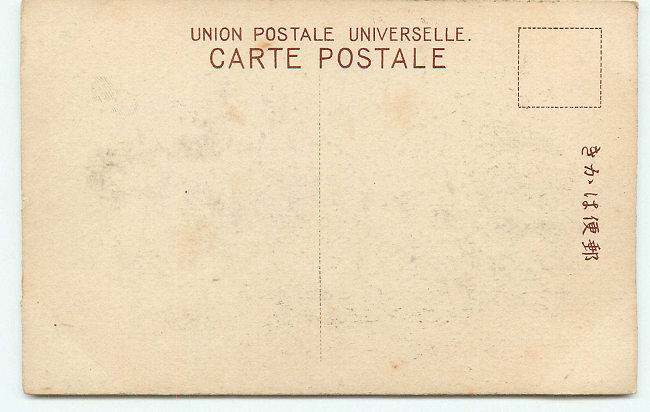 UNION POSTALE UNIVERSELLE.
CARTE POSTALE
きかは便郵